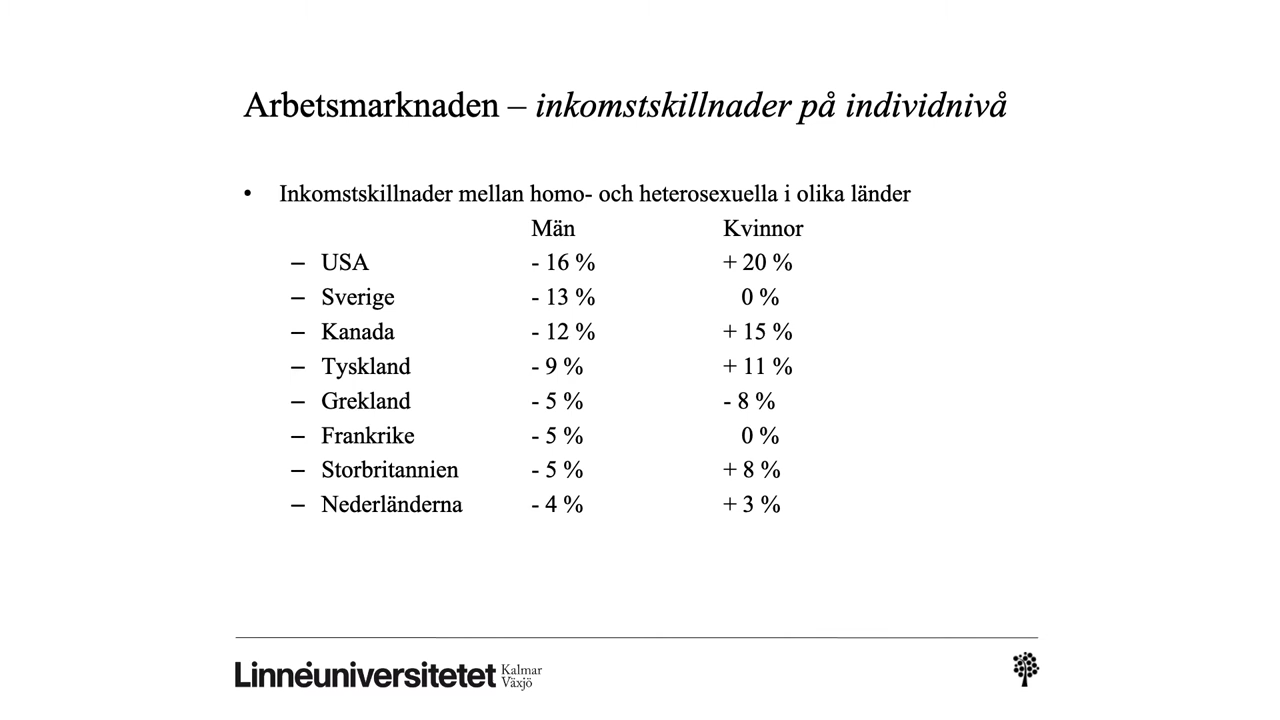 Arbetsmarknaden – inkomstskillnader på individnivå
• Inkomstskillnader mellan homo- och heterosexuella i olika länder
Män Kvinnor
– USA - 16 % + 20 %
– Sverige - 13 % 0 %
– Kanada - 12 % + 15 %
– Tyskland - 9 % + 11 %
– Grekland - 5 % - 8 %
– Frankrike - 5 % 0 %
– Storbritannien - 5 % + 8 %
– Nederländerna - 4 % + 3 %
Linnéuniversitetet Kalmar
Växjö